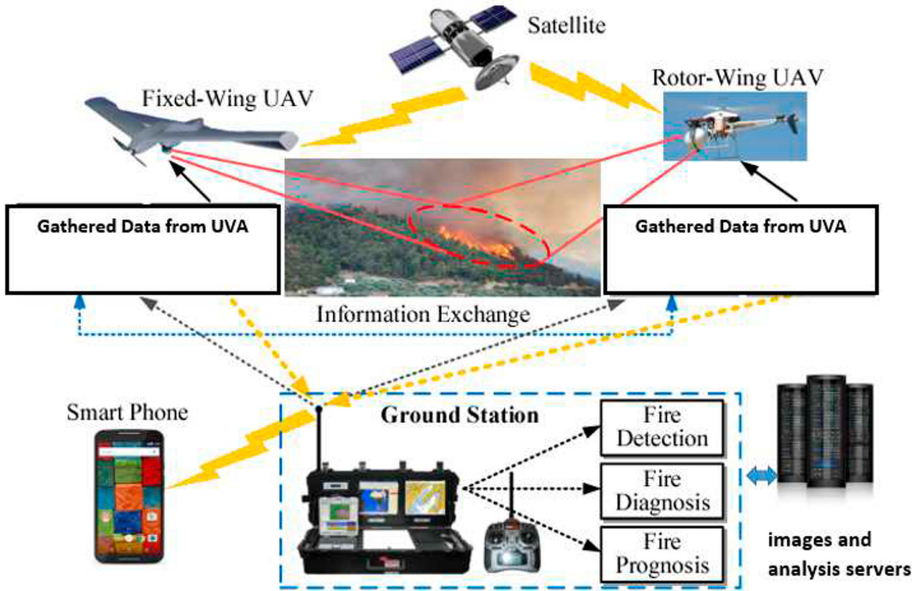 Satellite
Fixed-Wing UAV
Rotor-Wing UAV
Gathered Data from UVA
Gathered Data from UVA
Information Exchange
Smart Phone
Ground Station
Fire
Detection
Fire
Diagnosis
Fire
Prognosis
images and
analysis servers